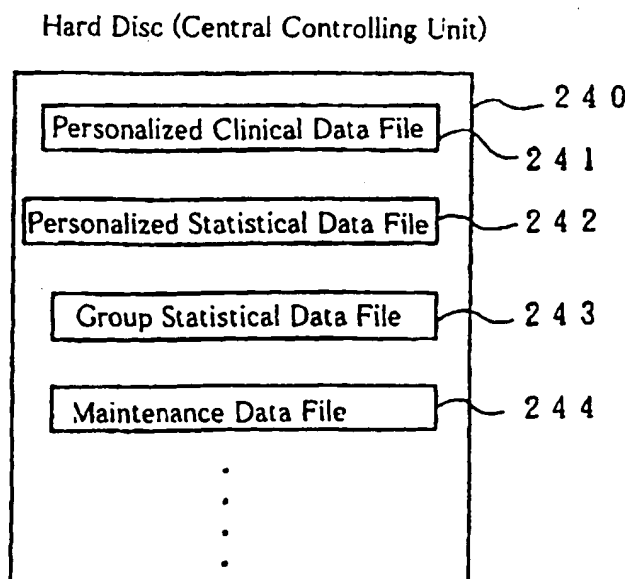 Hard Disc (Central Controlling Unit)
240
Personalized Clinical Data File
241
Personalized Statistical Data File
242
Group Statistical Data File
243
Maintenance Data File
244